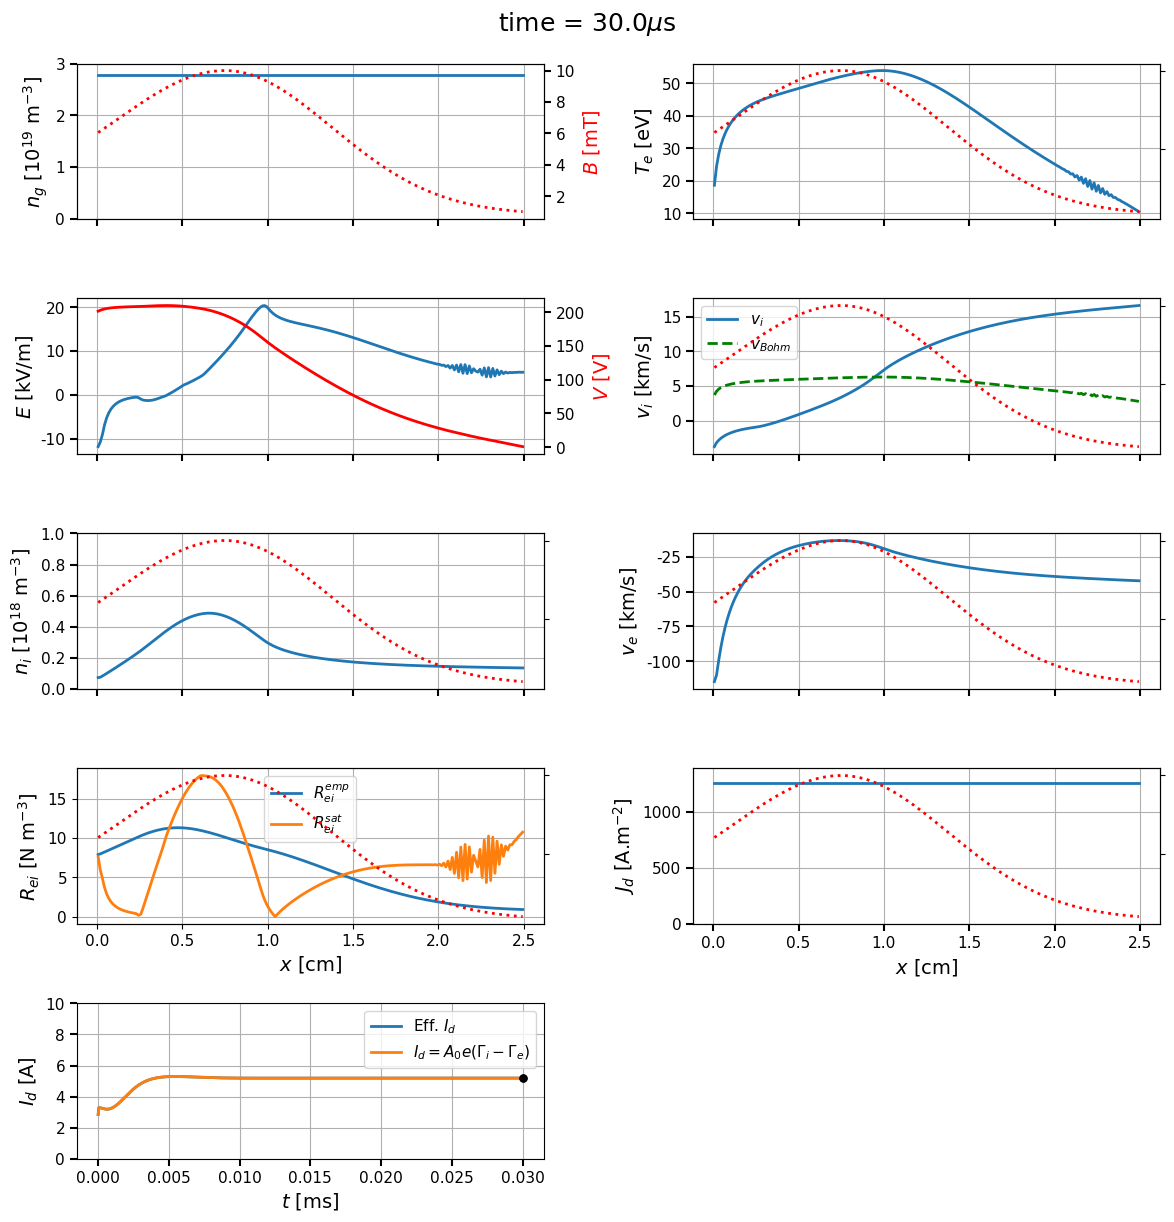 time = 30.0μs
3
2
1
0
n_g [10^19 m^−3]
10
8
6
4
2
B [mT]
50
40
30
20
10
T_e [eV]
20
10
0
-10
E [kV/m]
200
150
100
50
0
V [V]
15
10
5
0
v_i [km/s]
v_i
v_Bohm
1.0
0.8
0.6
0.4
0.2
0.0
n_i [10^18 m^−3]
-25
-50
-75
-100
v_e [km/s]
15
10
5
0
R_ei [N m^−3]
R_ei^emp
R_ei^sat
0.0 0.5 1.0 1.5 2.0 2.5
x [cm]
1000
500
0
J_d [A.m^−2]
0.0 0.5 1.0 1.5 2.0 2.5
x [cm]
10
8
6
4
2
0
I_d [A]
Eff. I_d
I_d = A_0e(Γ_i − Γ_e)
0.000 0.005 0.010 0.015 0.020 0.025 0.030
t [ms]